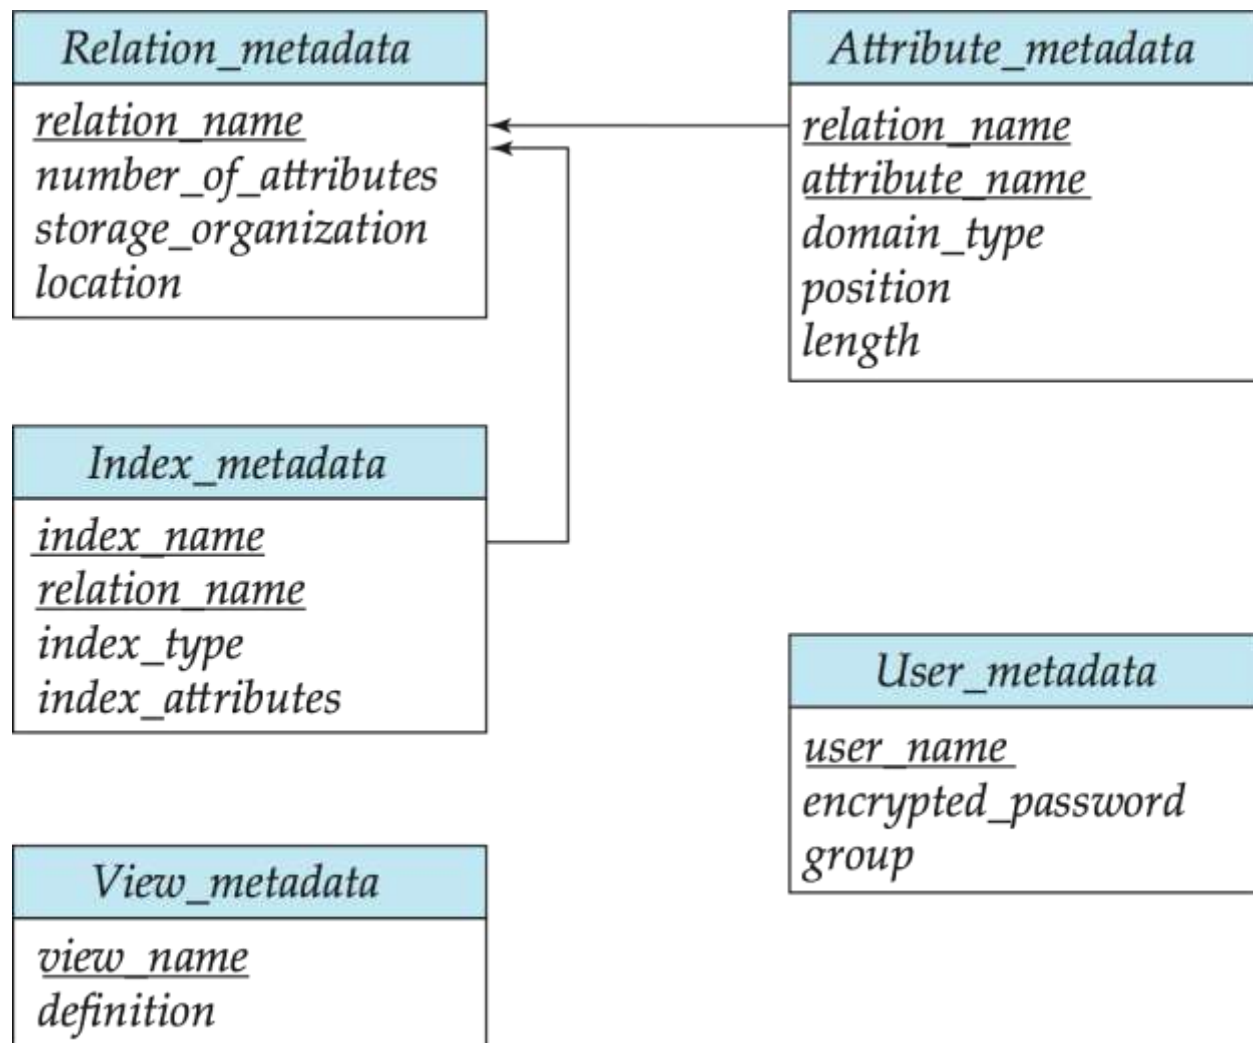 Relation_metadata
relation_name
number_of_attributes
storage_organization
location
Attribute_metadata
relation_name
attribute_name
domain_type
position
length
Index_metadata
index_name
relation_name
index_type
index_attributes
User_metadata
user_name
encrypted_password
group
View_metadata
view_name
definition